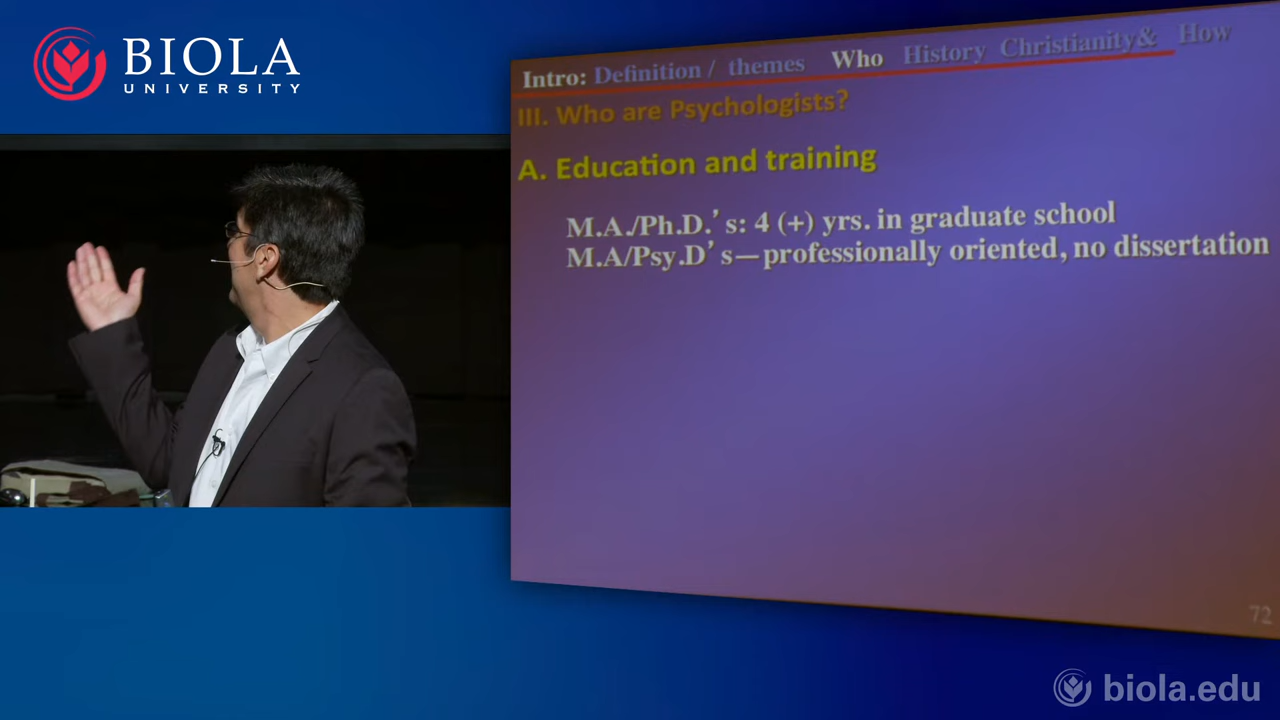 BIOLA
UNIVERSITY
Intro: Definition / themes Who History Christianity& How
III. Who are Psychologists?
A. Education and training
M.A./Ph.D.’s: 4 (+) yrs. in graduate school
M.A/Psy.D’s—professionally oriented, no dissertation
72
biola.edu